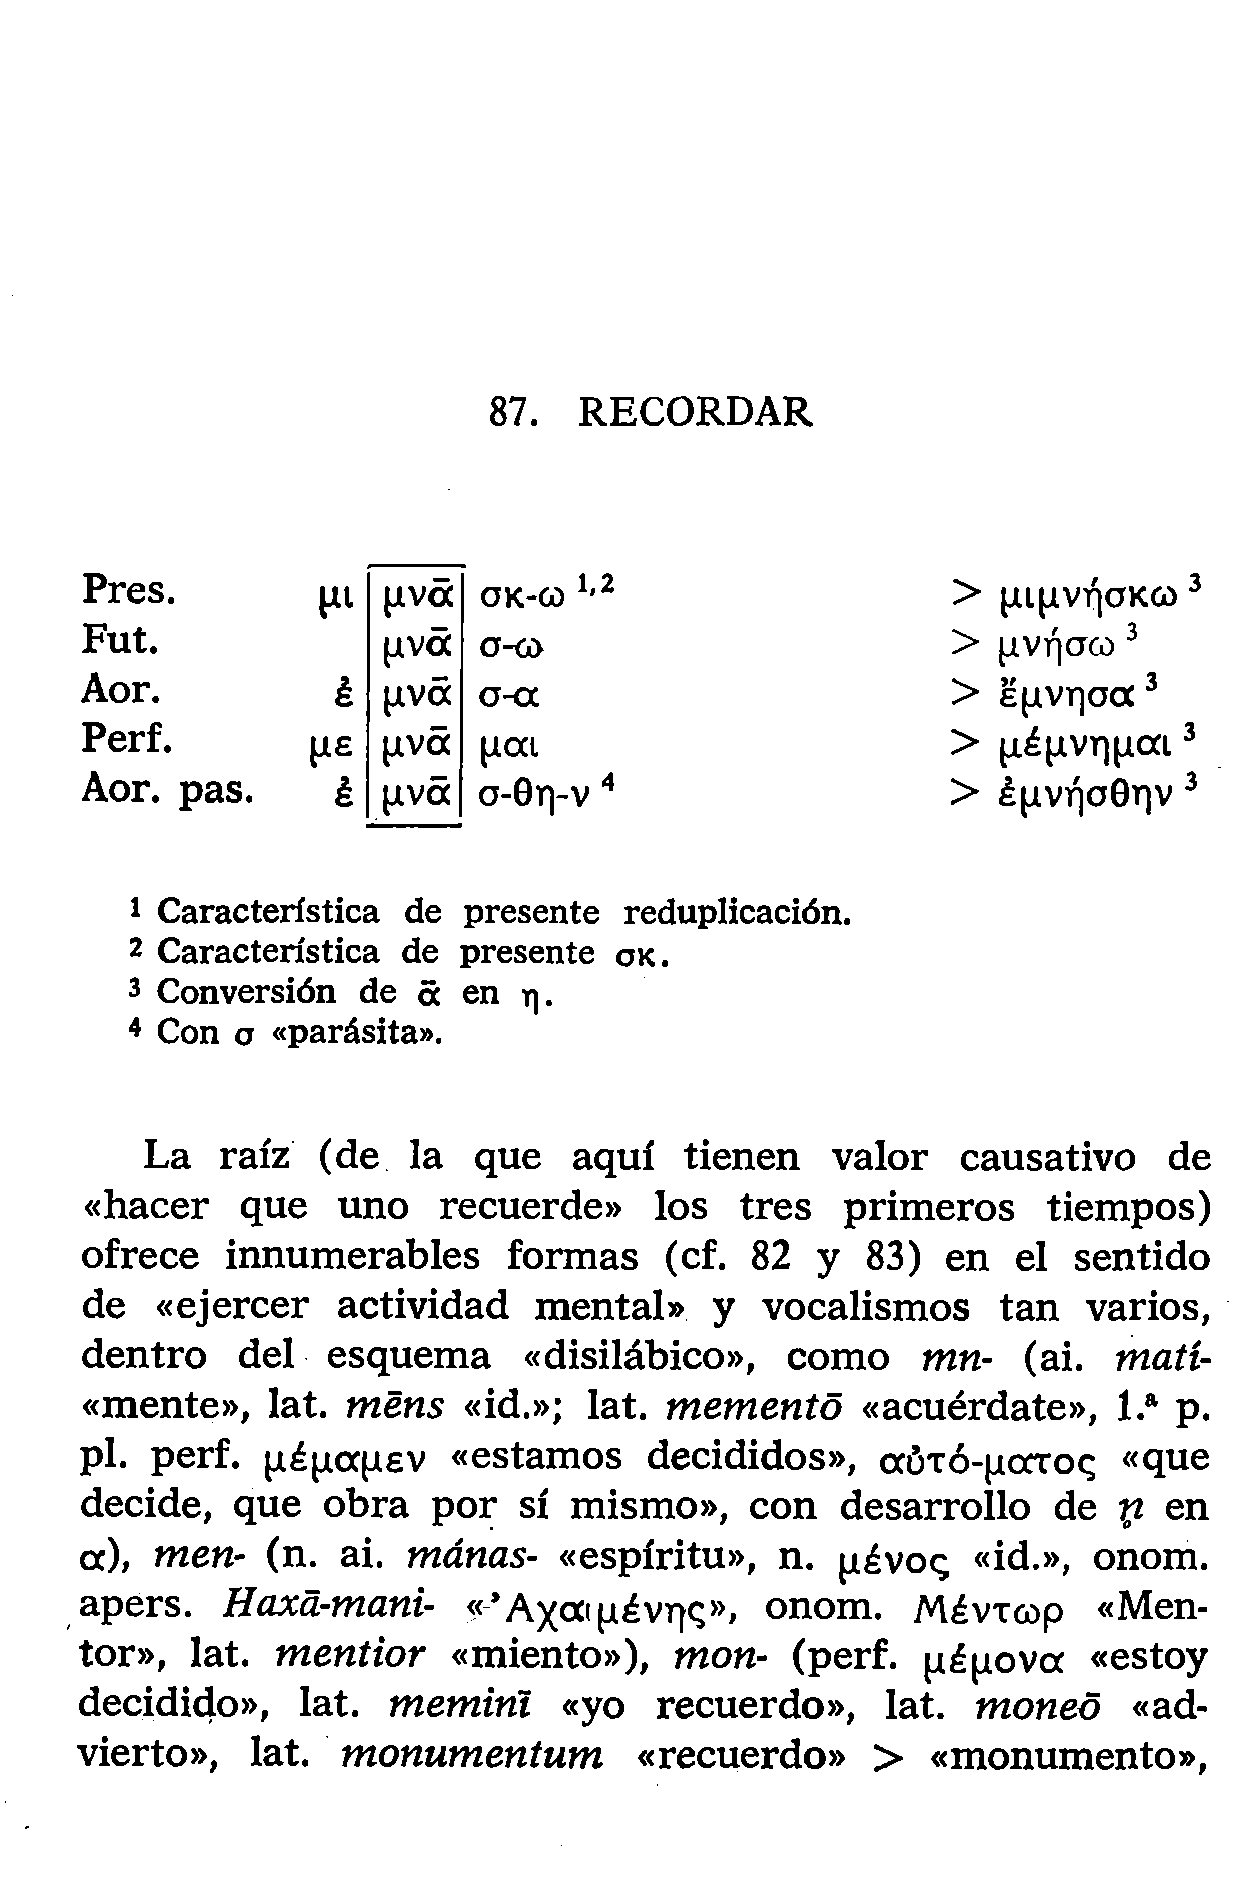 87. RECORDAR
Pres. μι μνᾱ σκ-ω 1,2 > μιμνήσκω 3
Fut. μνᾱ σ-ω > μνήσω 3
Aor. ἐ μνᾱ σ-α > ἔμνησα 3
Perf. με μνᾱ μαι > μέμνημαι 3
Aor. pas. ἐ μνᾱ σ-θη-ν 4 > ἐμνήσθην 3
1 Característica de presente reduplicación.
2 Característica de presente σκ.
3 Conversión de ᾱ en η.
4 Con σ «parásita».
La raíz (de la que aquí tienen valor causativo de
«hacer que uno recuerde» los tres primeros tiempos)
ofrece innumerables formas (cf. 82 y 83) en el sentido
de «ejercer actividad mental» y vocalismos tan varios,
dentro del esquema «disilábico», como mn- (ai. matí-
«mente», lat. mēns «id.»; lat. mementō «acuérdate», 1.ª p.
pl. perf. μέμαμεν «estamos decididos», αὐτό-ματος «que
decide, que obra por sí mismo», con desarrollo de n̥ en
α), men- (n. ai. mánas- «espíritu», n. μένος «id.», onom.
apers. Haxā-mani- «Ἀχαιμένης», onom. Μέντωρ «Men-
tor», lat. mentior «miento»), mon- (perf. μέμονα «estoy
decidido», lat. meminī «yo recuerdo», lat. moneō «ad-
vierto», lat. monumentum «recuerdo» > «monumento»,